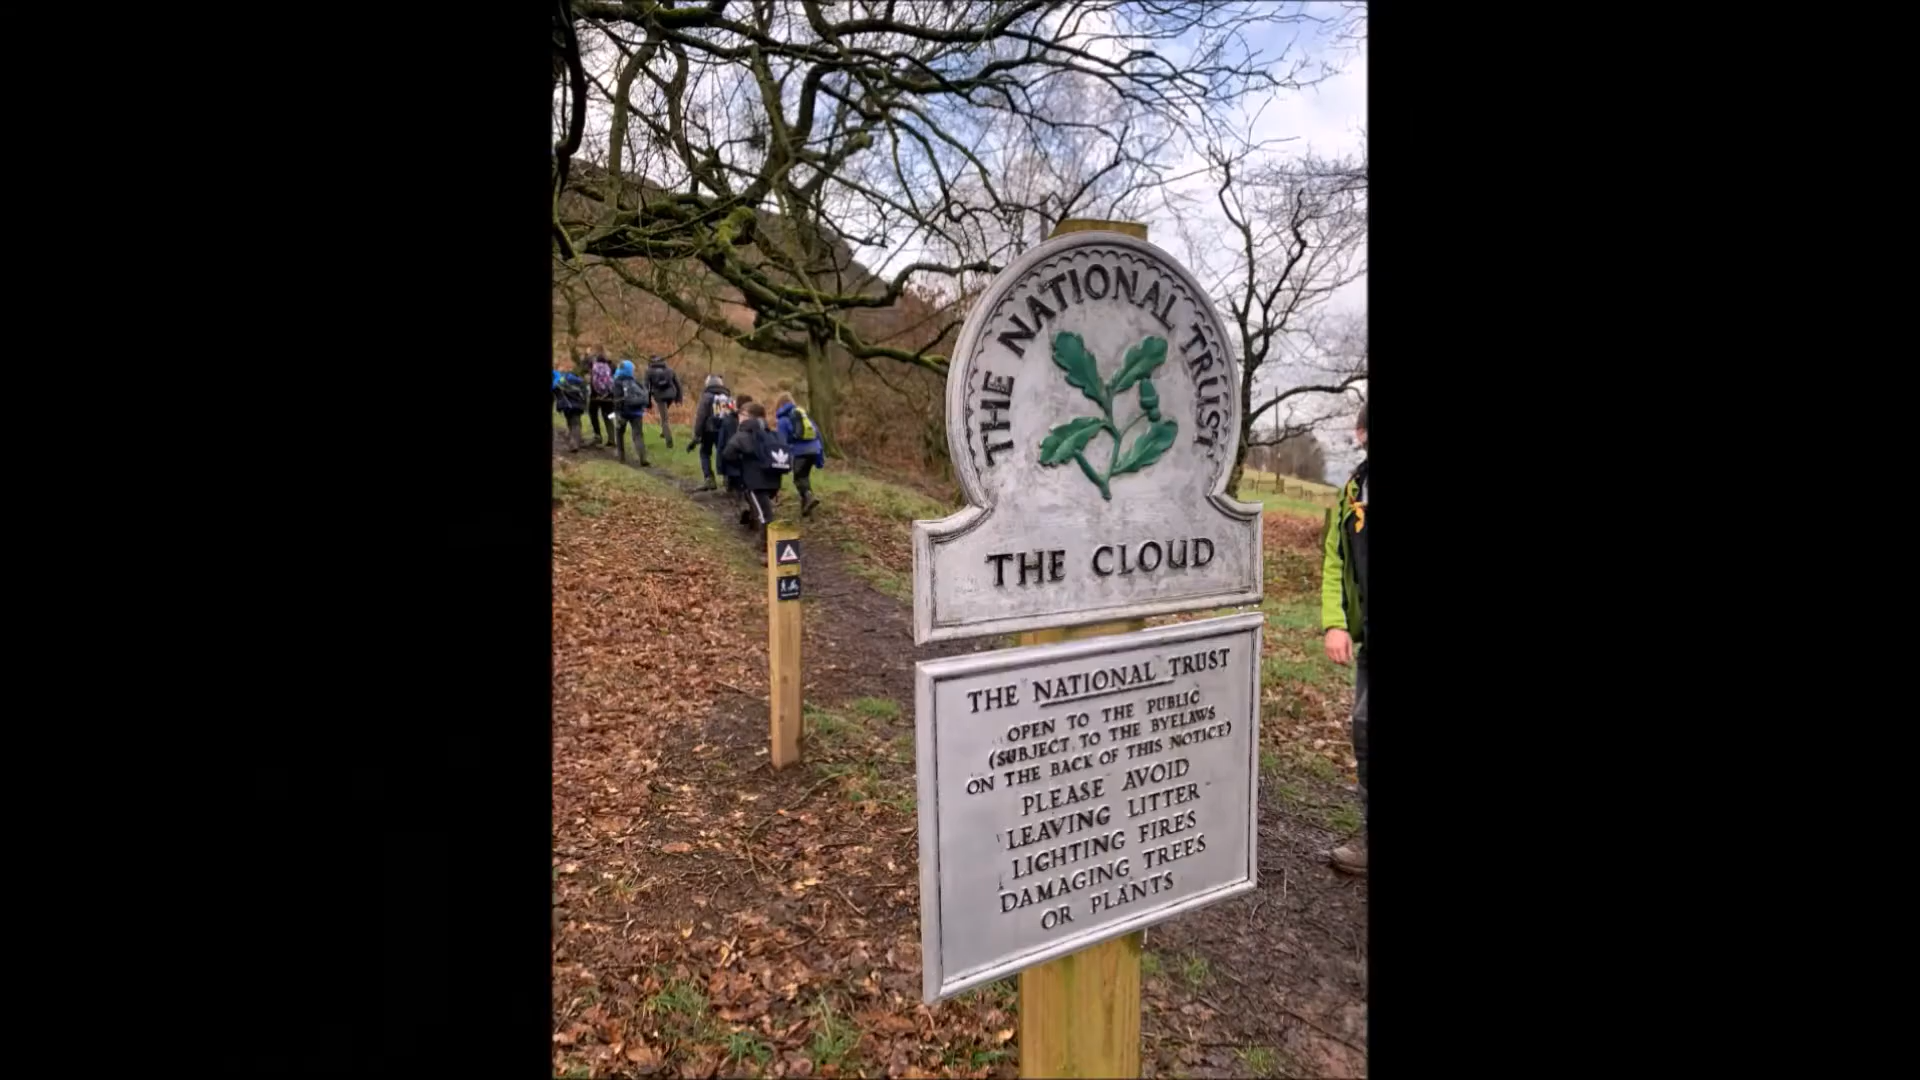 THE NATIONAL TRUST
THE CLOUD
THE NATIONAL TRUST
OPEN TO THE PUBLIC
(SUBJECT TO THE BYELAWS
ON THE BACK OF THIS NOTICE)
PLEASE AVOID
LEAVING LITTER
LIGHTING FIRES
DAMAGING TREES
OR PLANTS